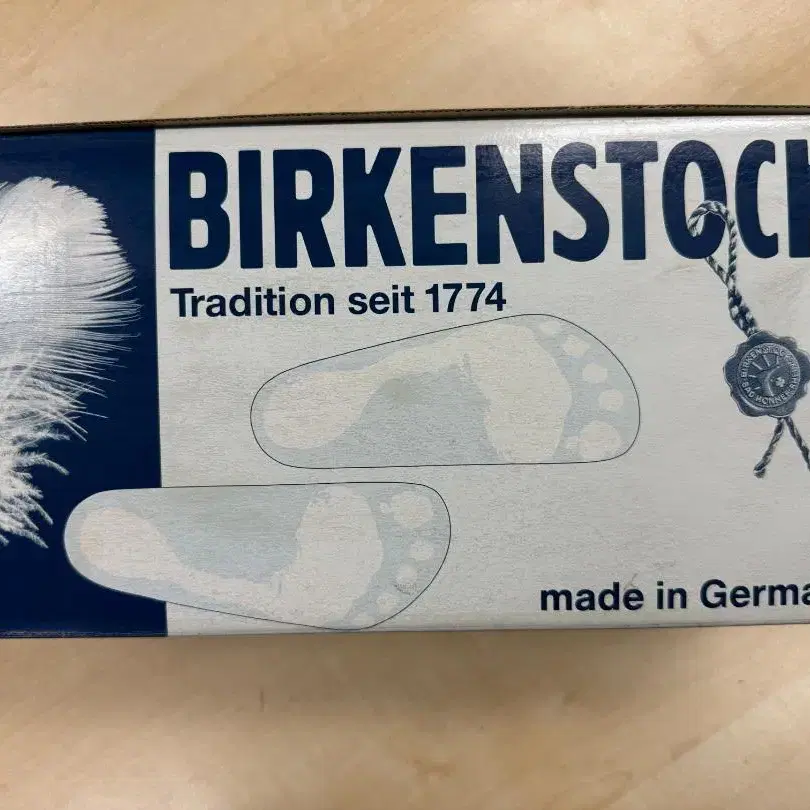 BIRKENSTOCK
Tradition seit 1774
made in Germa